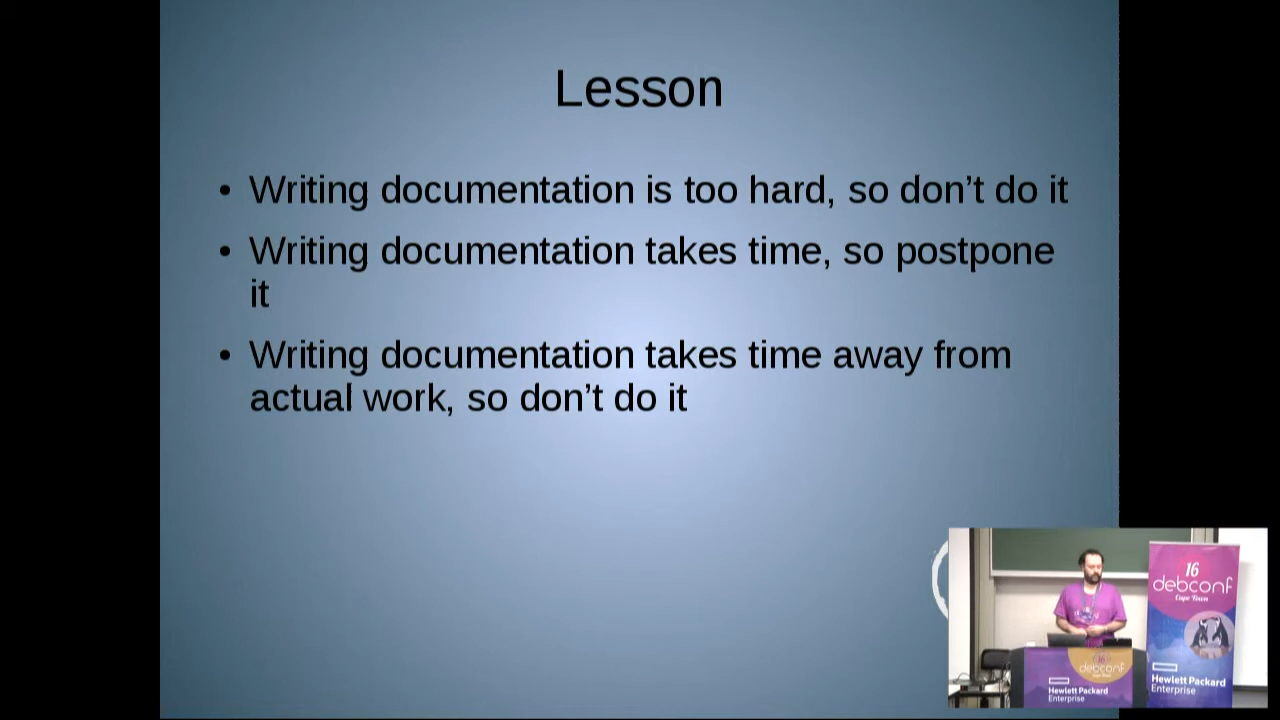 Lesson
• Writing documentation is too hard, so don’t do it
• Writing documentation takes time, so postpone
it
• Writing documentation takes time away from
actual work, so don’t do it
16
debconf
Cape Town
Hewlett Packard
Enterprise
16
debconf
Hewlett Packard
Enterprise